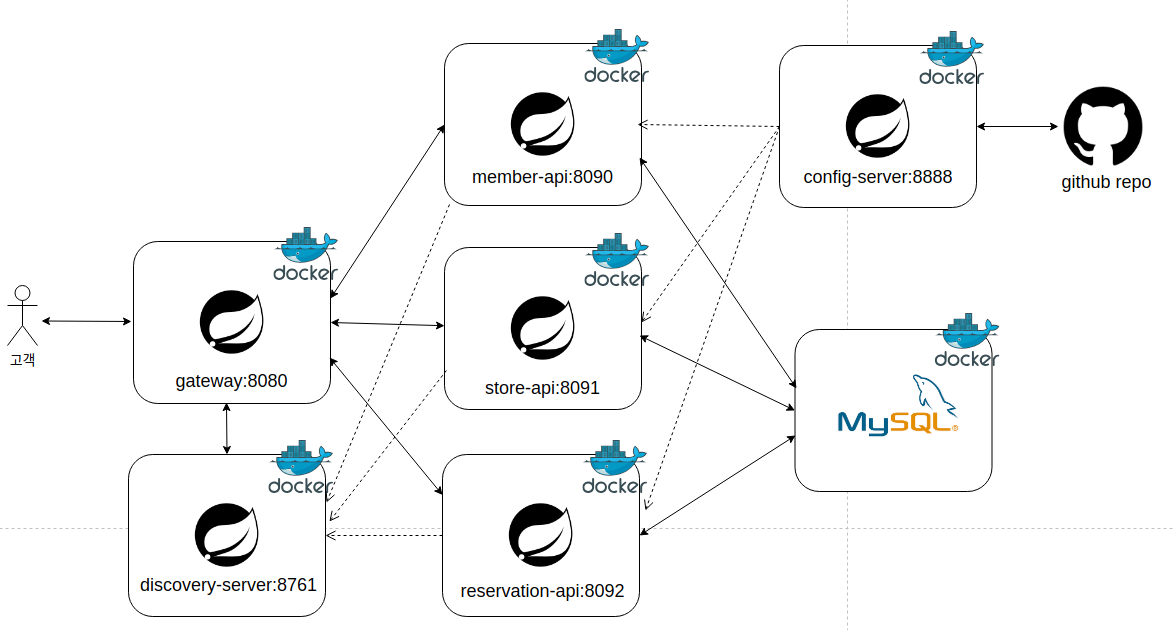 docker
member-api:8090
docker
config-server:8888
github repo
docker
gateway:8080
고객
docker
store-api:8091
docker
MySQL®
docker
discovery-server:8761
docker
reservation-api:8092